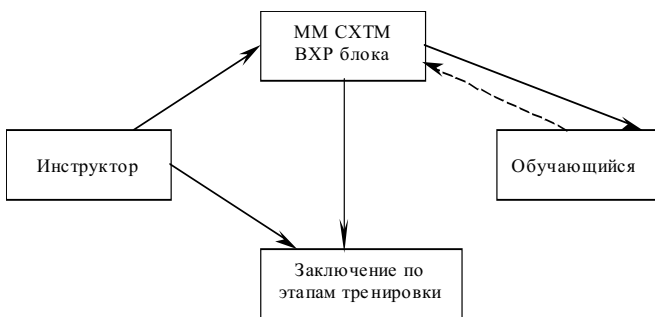 ММ СХТМ
ВХР блока
Инструктор
Обучающийся
Заключение по
этапам тренировки